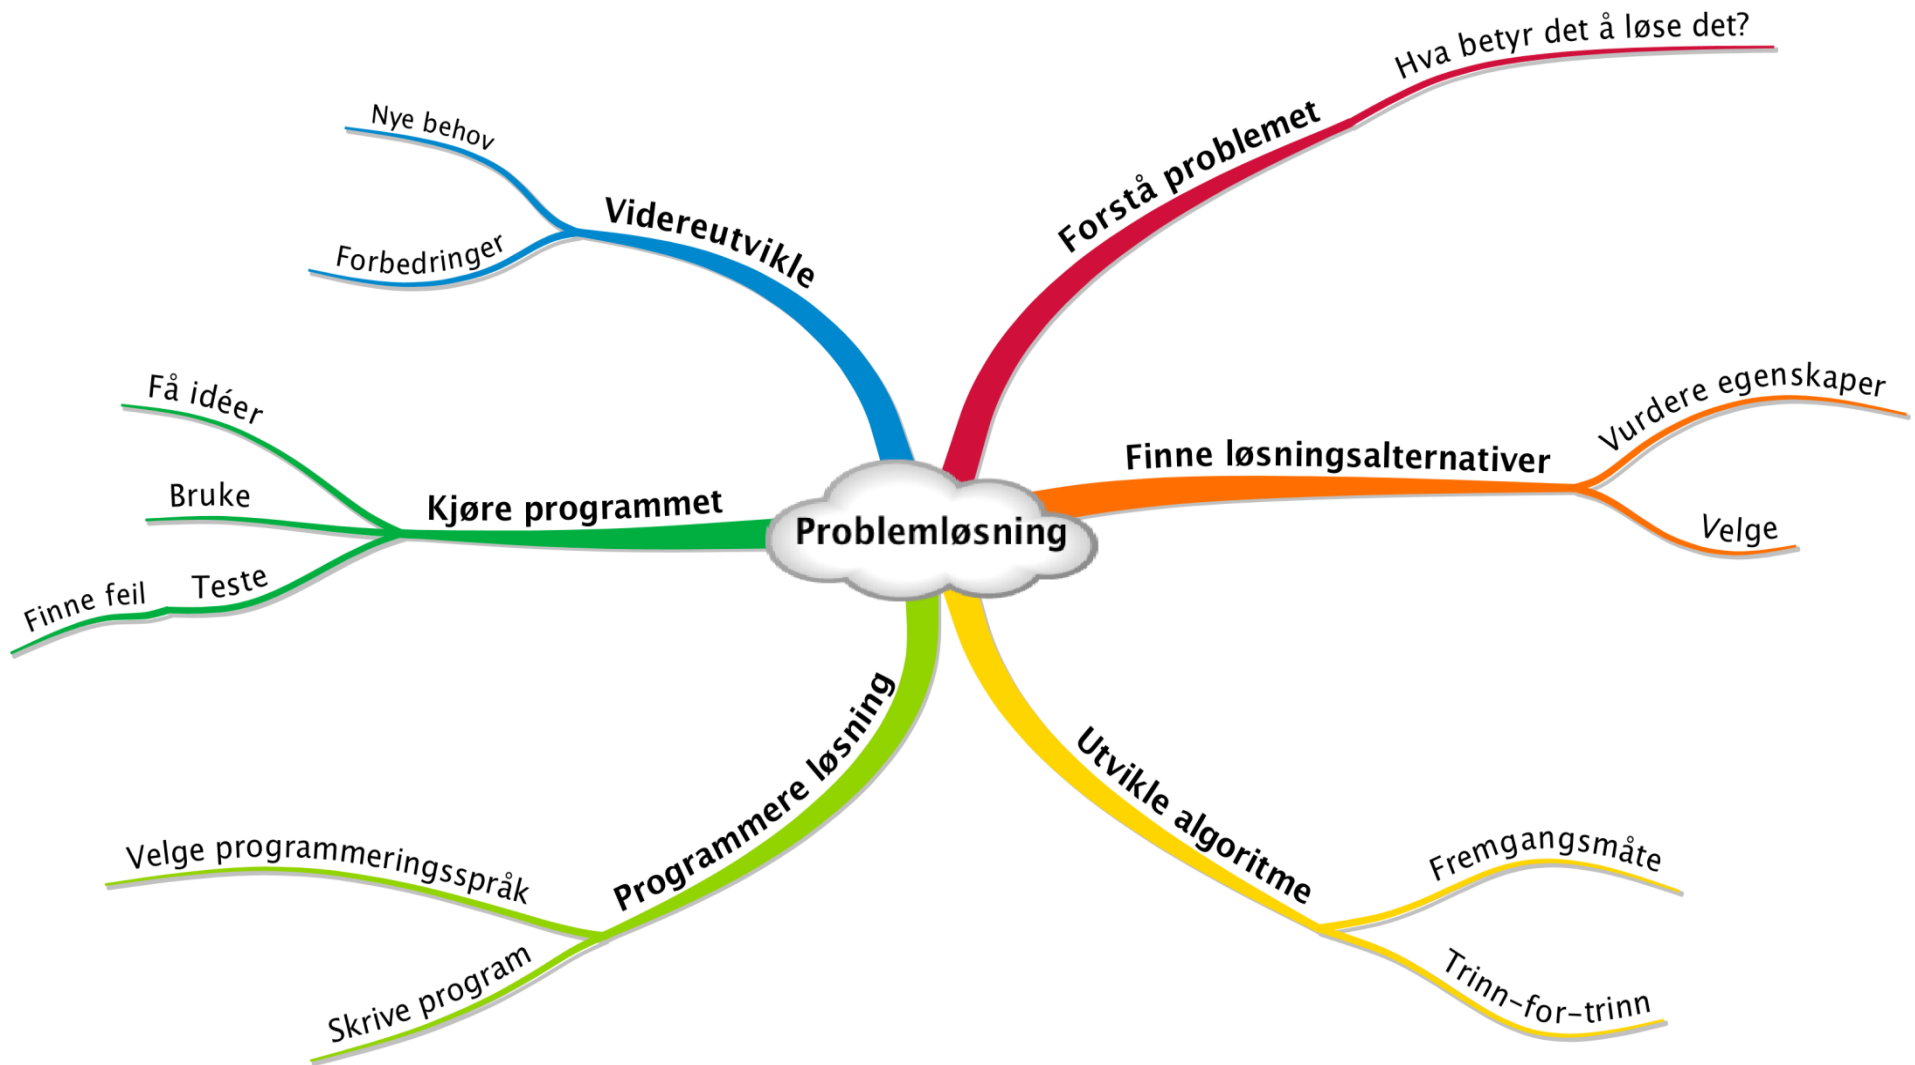 Problemløsning
Forstå problemet
Hva betyr det å løse det?
Finne løsningsalternativer
Vurdere egenskaper
Velge
Utvikle algoritme
Fremgangsmåte
Trinn-for-trinn
Programmere løsning
Velge programmeringsspråk
Skrive program
Kjøre programmet
Få idéer
Bruke
Teste
Finne feil
Videreutvikle
Nye behov
Forbedringer